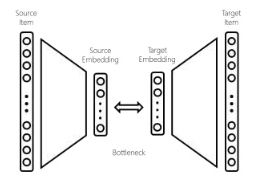 Source
Item
Source
Embedding
Target
Embedding
Target
Item
Bottleneck